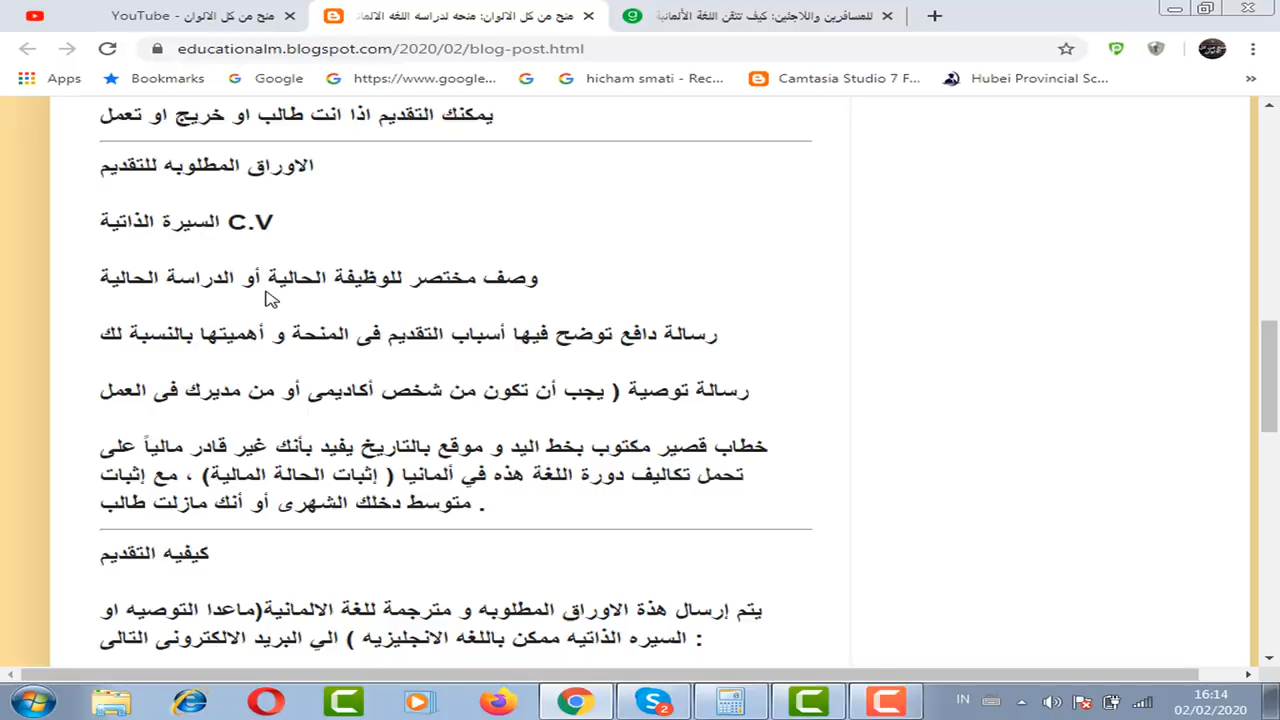 منح من كل الالوان - YouTube
منح من كل الالوان: منحه لدراسه اللغه الالما
للمسافرين واللاجئين: كيف تتقن اللغة الألمانية
educationalm.blogspot.com/2020/02/blog-post.html
Apps
Bookmarks
Google
https://www.google...
hicham smati - Rec...
Camtasia Studio 7 F...
Hubei Provincial Sc...
»
يمكنك التقديم اذا انت طالب او خريج او تعمل
الاوراق المطلوبه للتقديم
السيرة الذاتية C.V
وصف مختصر للوظيفة الحالية أو الدراسة الحالية
رسالة دافع توضح فيها أسباب التقديم فى المنحة و أهميتها بالنسبة لك
رسالة توصية ( يجب أن تكون من شخص أكاديمى أو من مديرك فى العمل
خطاب قصير مكتوب بخط اليد و موقع بالتاريخ يفيد بأنك غير قادر مالياً على
تحمل تكاليف دورة اللغة هذه في ألمانيا ( إثبات الحالة المالية) ، مع إثبات
متوسط دخلك الشهرى أو أنك مازلت طالب .
كيفيه التقديم
يتم إرسال هذة الاوراق المطلوبه و مترجمة للغة الالمانية(ماعدا التوصيه او
السيره الذاتيه ممكن باللغه الانجليزيه ) الي البريد الالكترونى التالى :
2
IN
16:14
02/02/2020